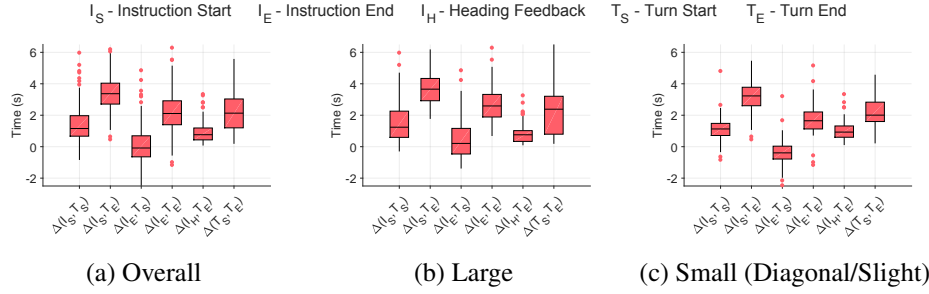 I_S - Instruction Start I_E - Instruction End I_H - Heading Feedback T_S - Turn Start T_E - Turn End
Time (s)
6
4
2
0
-2
Δ(I_S,T_S)
Δ(I_S,T_E)
Δ(I_E,T_S)
Δ(I_E,T_E)
Δ(I_H,T_E)
Δ(T_S,T_E)
(a) Overall
Time (s)
6
4
2
0
-2
Δ(I_S,T_S)
Δ(I_S,T_E)
Δ(I_E,T_S)
Δ(I_E,T_E)
Δ(I_H,T_E)
Δ(T_S,T_E)
(b) Large
Time (s)
6
4
2
0
-2
Δ(I_S,T_S)
Δ(I_S,T_E)
Δ(I_E,T_S)
Δ(I_E,T_E)
Δ(I_H,T_E)
Δ(T_S,T_E)
(c) Small (Diagonal/Slight)